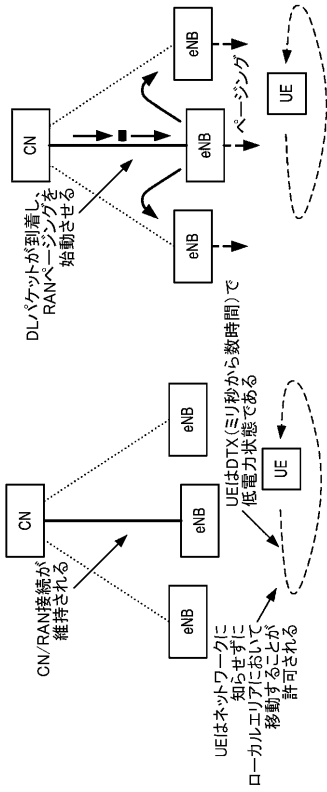 CN
CN/RAN接続が
維持される
eNB
eNB
eNB
UEはネットワークに
知らせずに
ローカルエリアにおいて
移動することが
許可される
UEはDTX(ミリ秒から数時間)で
低電力状態である
UE
CN
DLパケットが到着し、
RANページングを
始動させる
eNB
eNB
eNB
ページング
UE